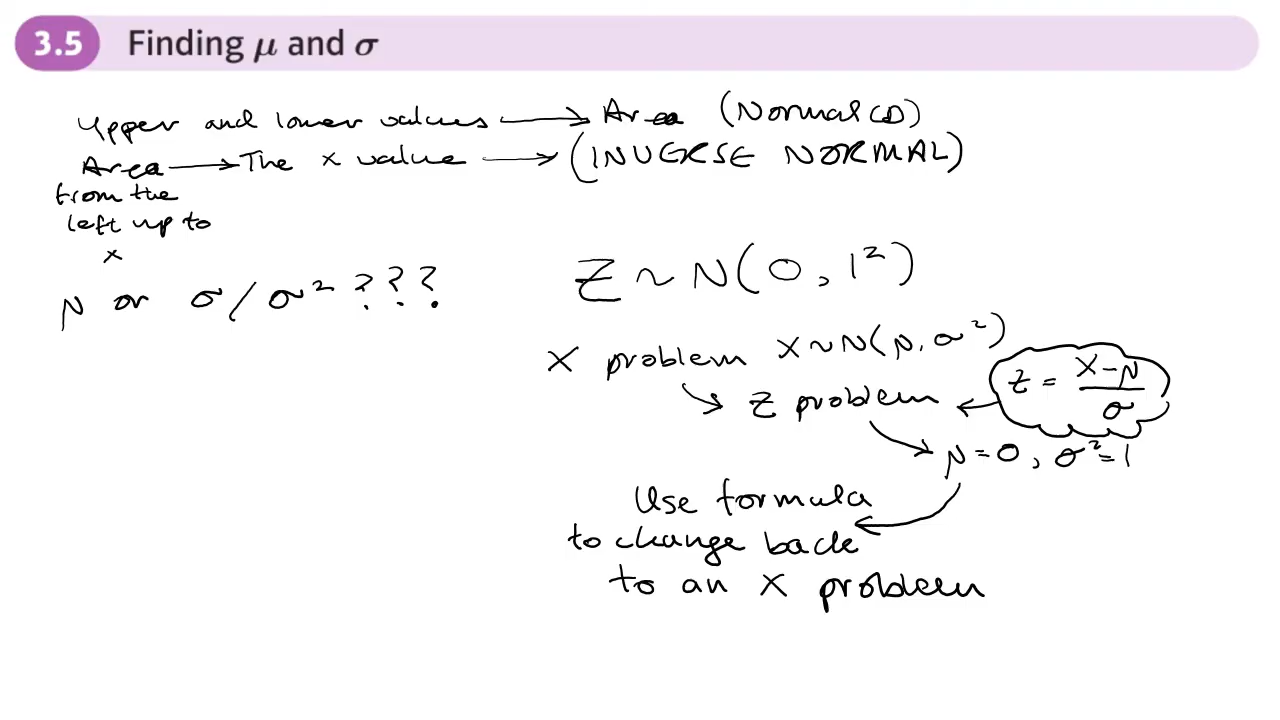 3.5 Finding μ and σ
Upper and lower values → Area (Normal CD)
Area → The x value → (INVERSE NORMAL)
from the
left up to
x
μ or σ/σ² ???
Z ~ N(0, 1²)
X problem X~N(μ, σ²)
z = X-μ/σ
Z problem
μ=0, σ²=1
Use formula
to change back
to an X problem